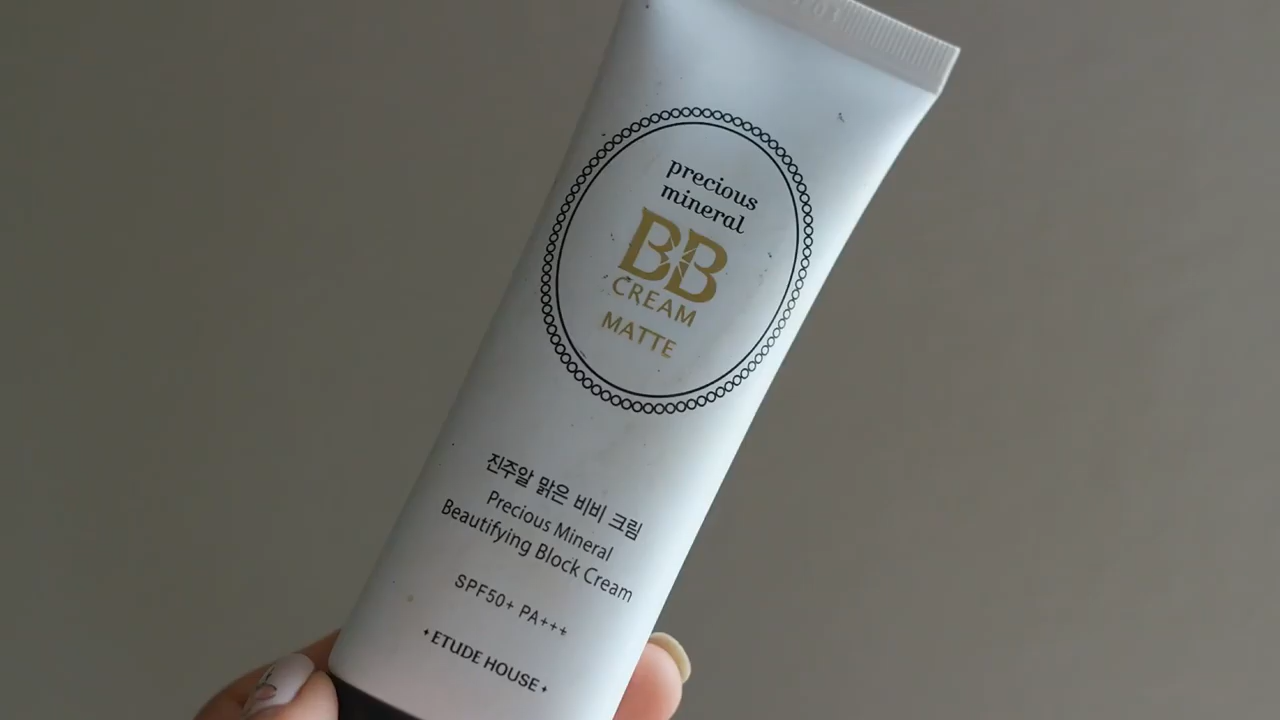 precious
mineral
BB
CREAM
MATTE
진주알 맑은 비비 크림
Precious Mineral
Beautifying Block Cream
SPF50+ PA+++
ETUDE HOUSE